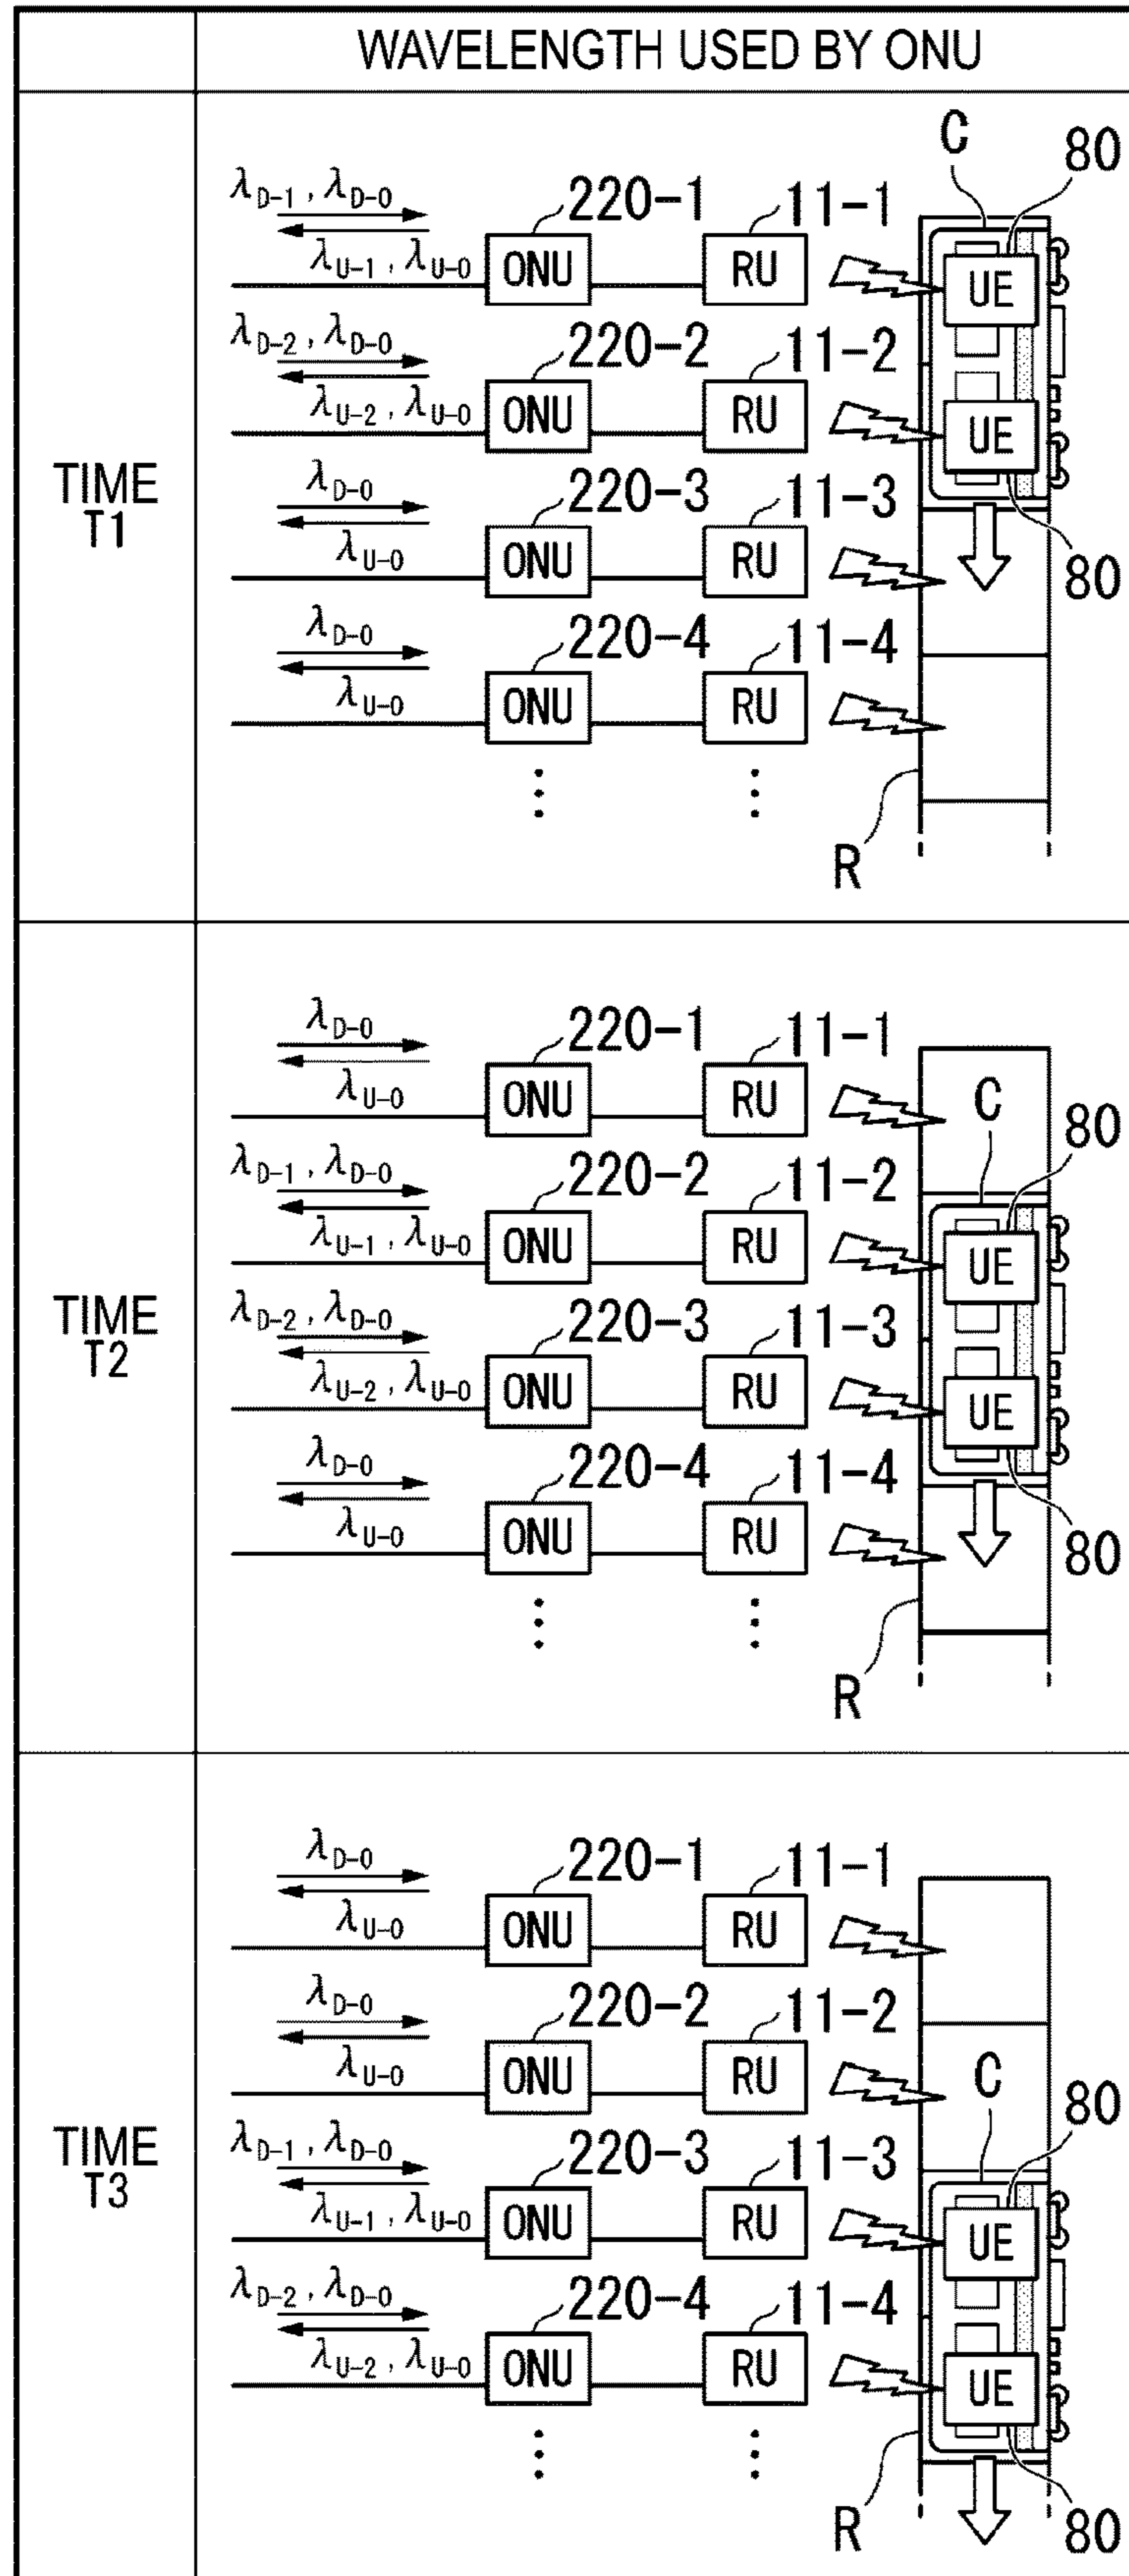 WAVELENGTH USED BY ONU
TIME
T1
C
80
λD-1 , λD-0
220-1
11-1
λU-1 , λU-0
ONU
RU
UE
λD-2 , λD-0
220-2
11-2
λU-2 , λU-0
ONU
RU
UE
λD-0
220-3
11-3
λU-0
ONU
RU
80
λD-0
220-4
11-4
λU-0
ONU
RU
R
TIME
T2
λD-0
220-1
11-1
λU-0
ONU
RU
C
80
λD-1 , λD-0
220-2
11-2
λU-1 , λU-0
ONU
RU
UE
λD-2 , λD-0
220-3
11-3
λU-2 , λU-0
ONU
RU
UE
λD-0
220-4
11-4
λU-0
ONU
RU
80
R
TIME
T3
λD-0
220-1
11-1
λU-0
ONU
RU
λD-0
220-2
11-2
λU-0
ONU
RU
C
80
λD-1 , λD-0
220-3
11-3
λU-1 , λU-0
ONU
RU
UE
λD-2 , λD-0
220-4
11-4
λU-2 , λU-0
ONU
RU
UE
R
80